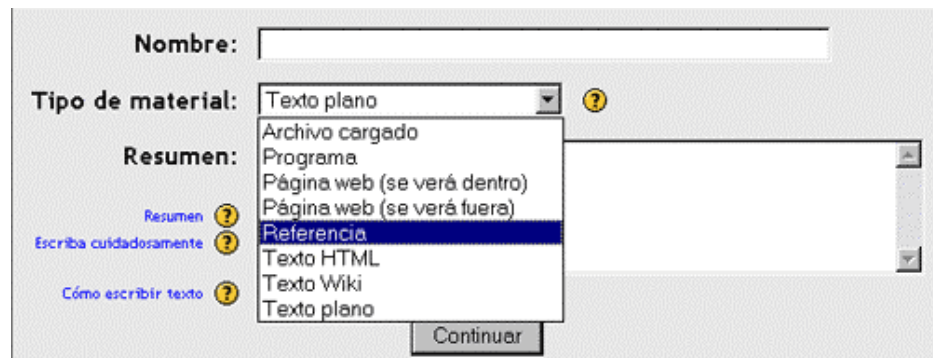 Nombre:
Tipo de material: Texto plano ?
Archivo cargado
Resumen: Programa
Página web (se verá dentro)
Resumen ? Página web (se verá fuera)
Escriba cuidadosamente ? Referencia
Texto HTML
Cómo escribir texto ? Texto Wiki
Texto plano
Continuar